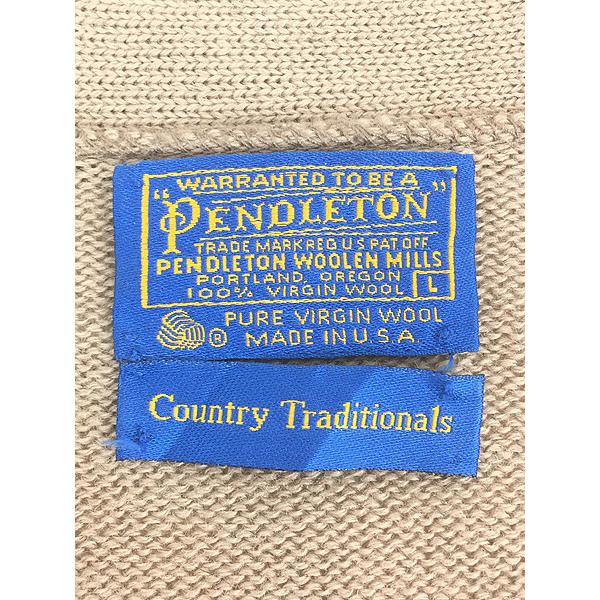 WARRANTED TO BE A
"PENDLETON"
TRADE MARK REG US PAT OFF
PENDLETON WOOLEN MILLS
PORTLAND, OREGON
100% VIRGIN WOOL L
® PURE VIRGIN WOOL
MADE IN U.S.A.
Country Traditionals